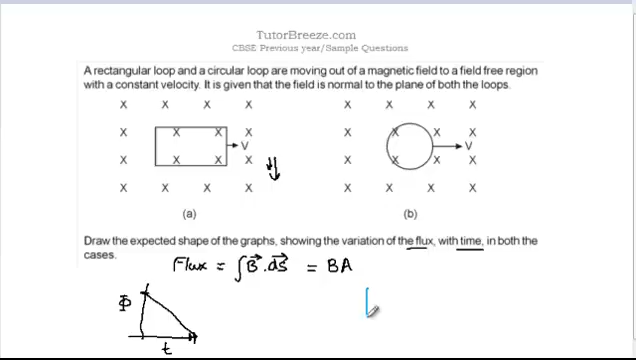 TutorBreeze.com
CBSE Previous year/Sample Questions
A rectangular loop and a circular loop are moving out of a magnetic field to a field free region
with a constant velocity. It is given that the field is normal to the plane of both the loops.
X X X X X X X X
X X X X X X X X
V V
X X X X X X X X
X X X X X X X X
(a) (b)
Draw the expected shape of the graphs, showing the variation of the flux, with time, in both the
cases.
Flux = ∫B⃗.ds⃗ = BA
Φ
t